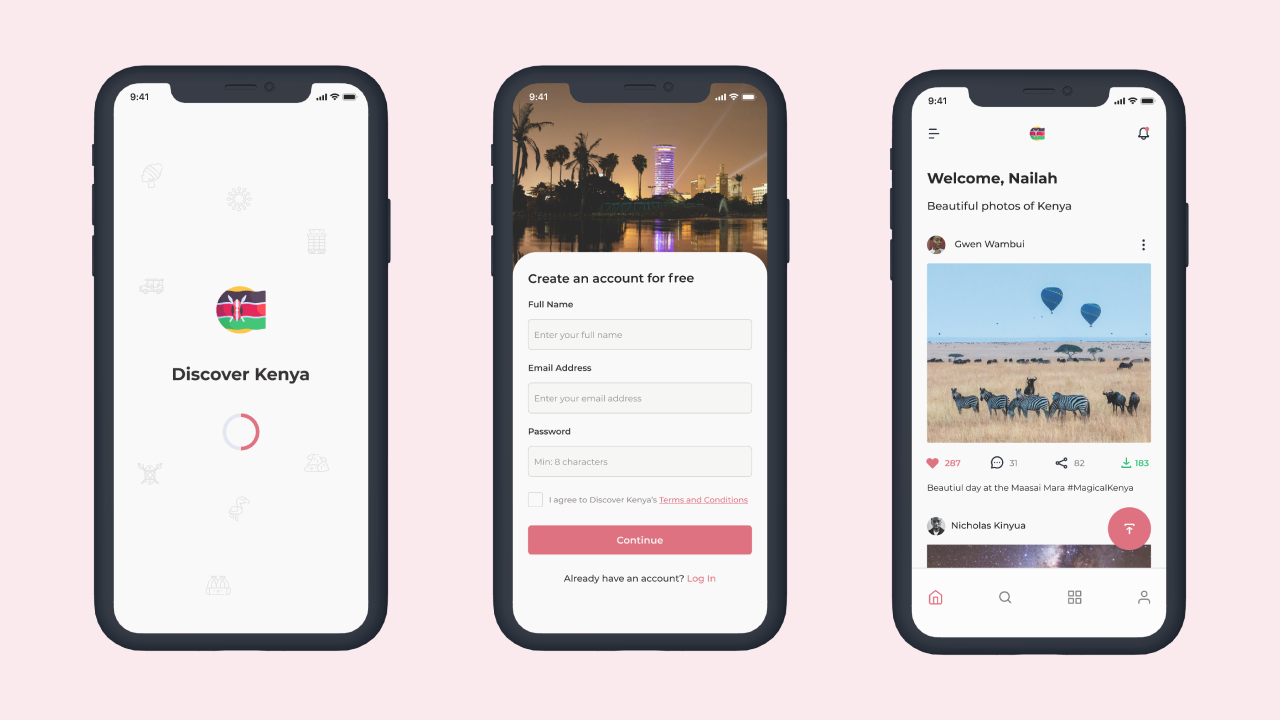 9:41
Discover Kenya
9:41
Create an account for free
Full Name
Enter your full name
Email Address
Enter your email address
Password
Min: 8 characters
I agree to Discover Kenya's Terms and Conditions
Continue
Already have an account? Log In
9:41
Welcome, Nailah
Beautiful photos of Kenya
Gwen Wambui
287 31 82 183
Beautiul day at the Maasai Mara #MagicalKenya
Nicholas Kinyua